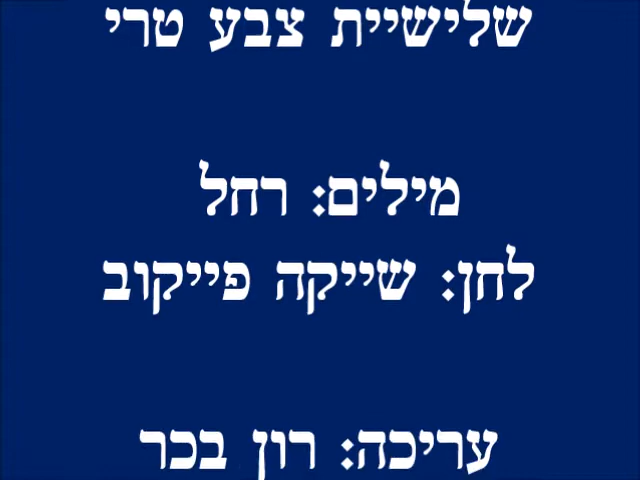 שלישיית צבע טרי
מילים: רחל
לחן: שייקה פייקוב
עריכה: רון בכר